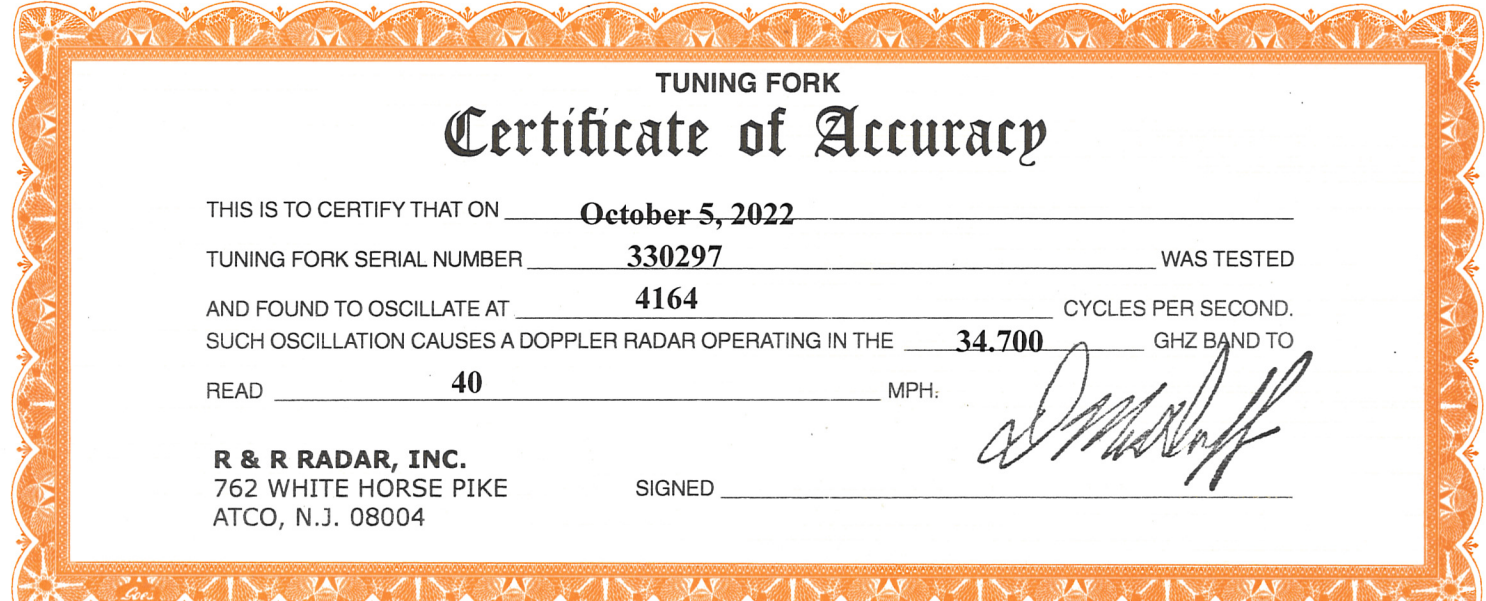 TUNING FORK
Certificate of Accuracy
THIS IS TO CERTIFY THAT ON October 5, 2022
TUNING FORK SERIAL NUMBER 330297 WAS TESTED
AND FOUND TO OSCILLATE AT 4164 CYCLES PER SECOND.
SUCH OSCILLATION CAUSES A DOPPLER RADAR OPERATING IN THE 34.700 GHZ BAND TO
READ 40 MPH.
R & R RADAR, INC.
762 WHITE HORSE PIKE
SIGNED
ATCO, N.J. 08004